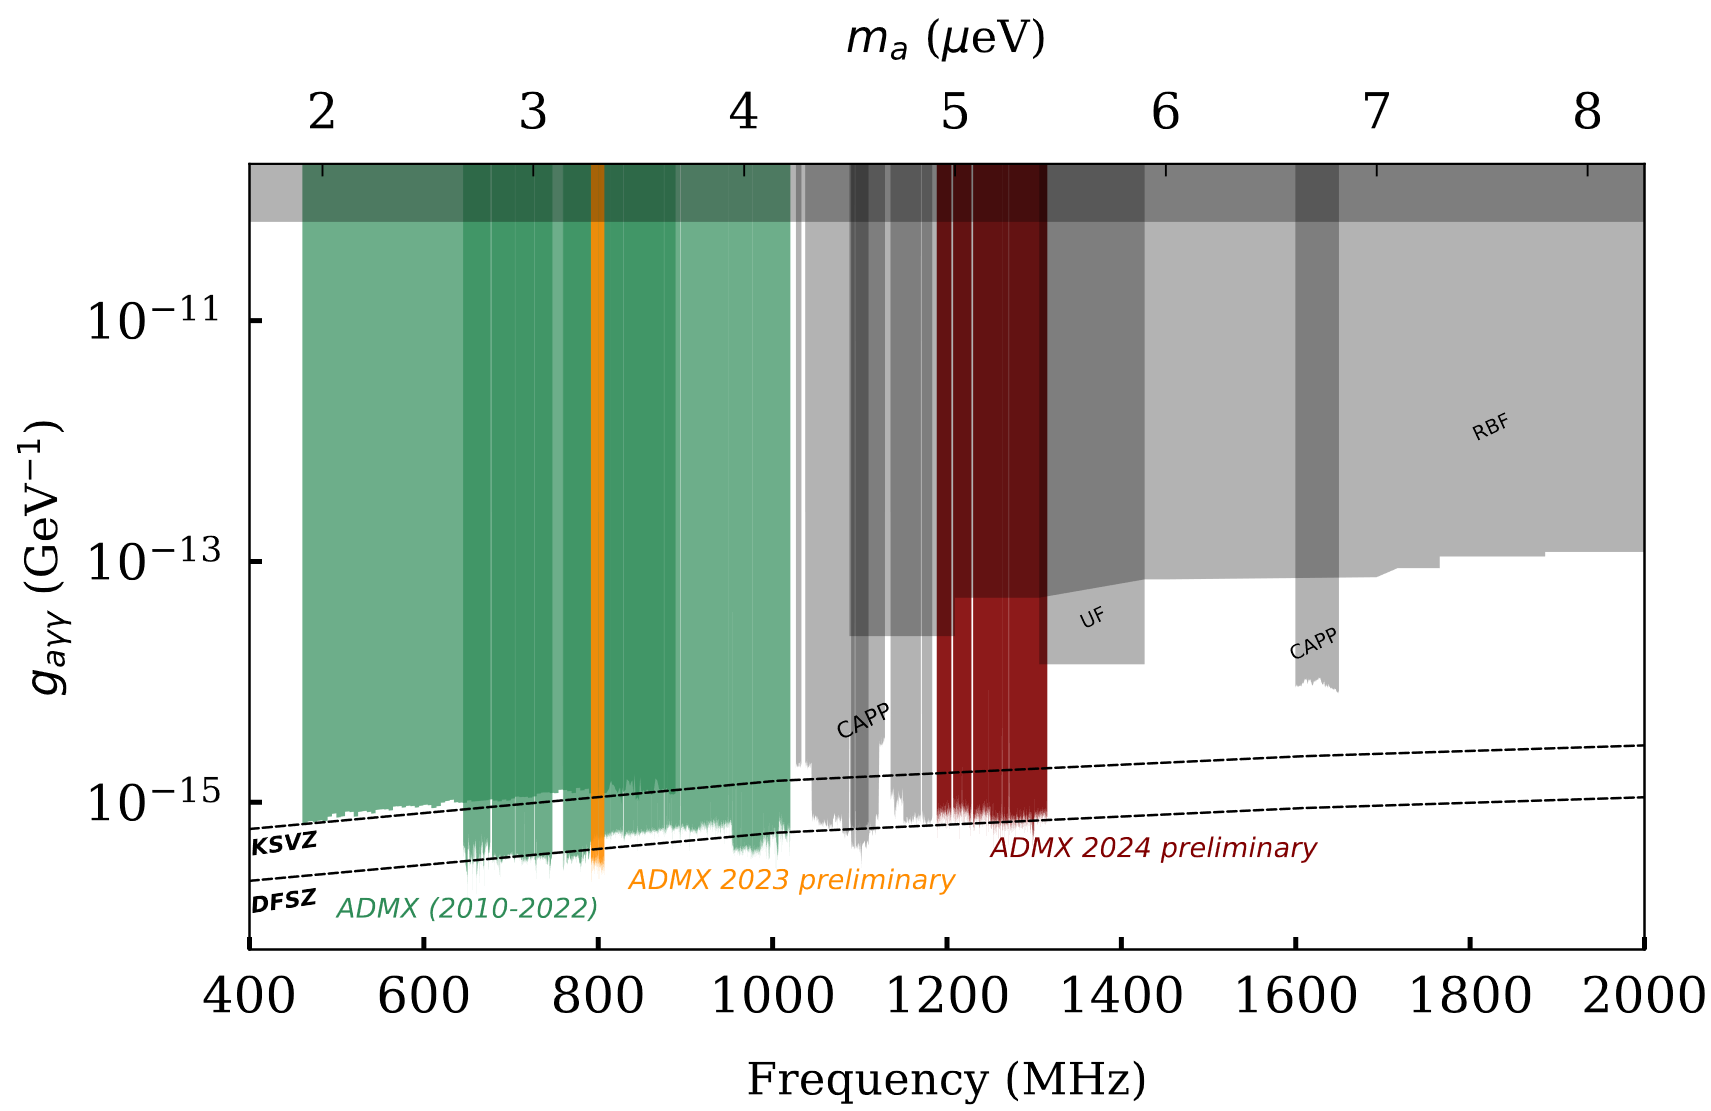 m_a (μeV)
2 3 4 5 6 7 8
10⁻¹¹
10⁻¹³
10⁻¹⁵
g_aγγ (GeV⁻¹)
RBF
UF
CAPP
CAPP
KSVZ
DFSZ
ADMX 2024 preliminary
ADMX 2023 preliminary
ADMX (2010-2022)
400 600 800 1000 1200 1400 1600 1800 2000
Frequency (MHz)